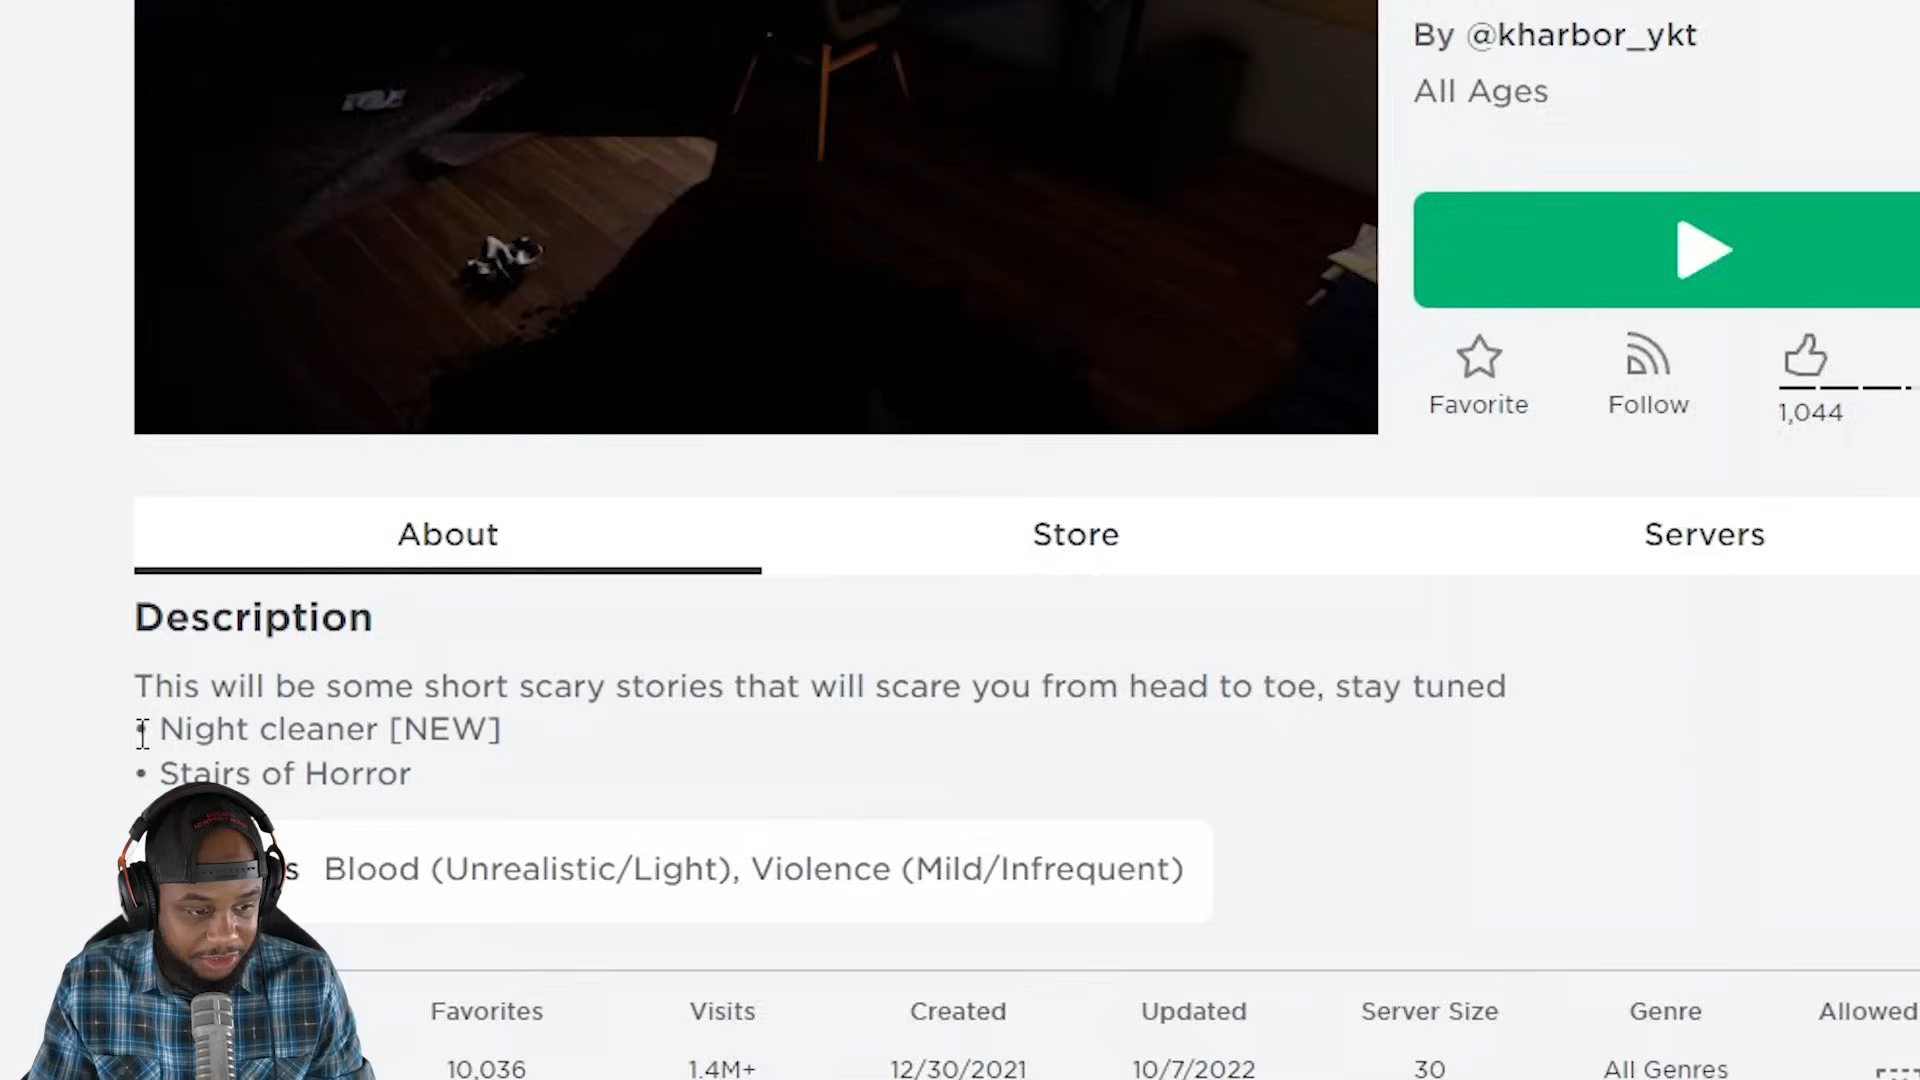 By @kharbor_ykt
All Ages
Favorite
Follow
1,044
About
Store
Servers
Description
This will be some short scary stories that will scare you from head to toe, stay tuned
• Night cleaner [NEW]
• Stairs of Horror
s Blood (Unrealistic/Light), Violence (Mild/Infrequent)
Favorites Visits Created Updated Server Size Genre Allowed
10,036 1.4M+ 12/30/2021 10/7/2022 30 All Genres